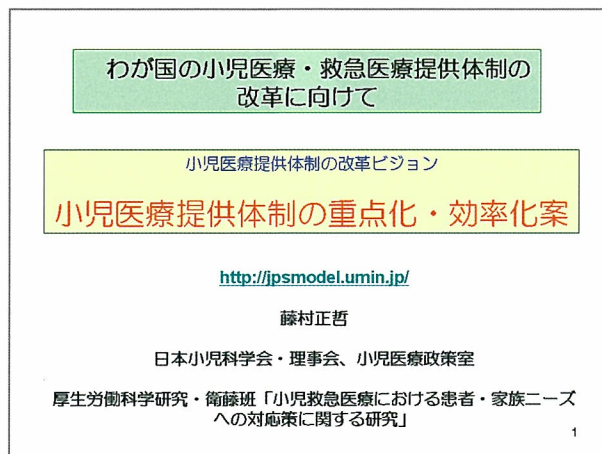 わが国の小児医療・救急医療提供体制の
改革に向けて
小児医療提供体制の改革ビジョン
小児医療提供体制の重点化・効率化案
http://jpsmodel.umin.jp/
藤村正哲
日本小児科学会・理事会、小児医療政策室
厚生労働科学研究・衛藤班「小児救急医療における患者・家族ニーズ
への対応策に関する研究」
1